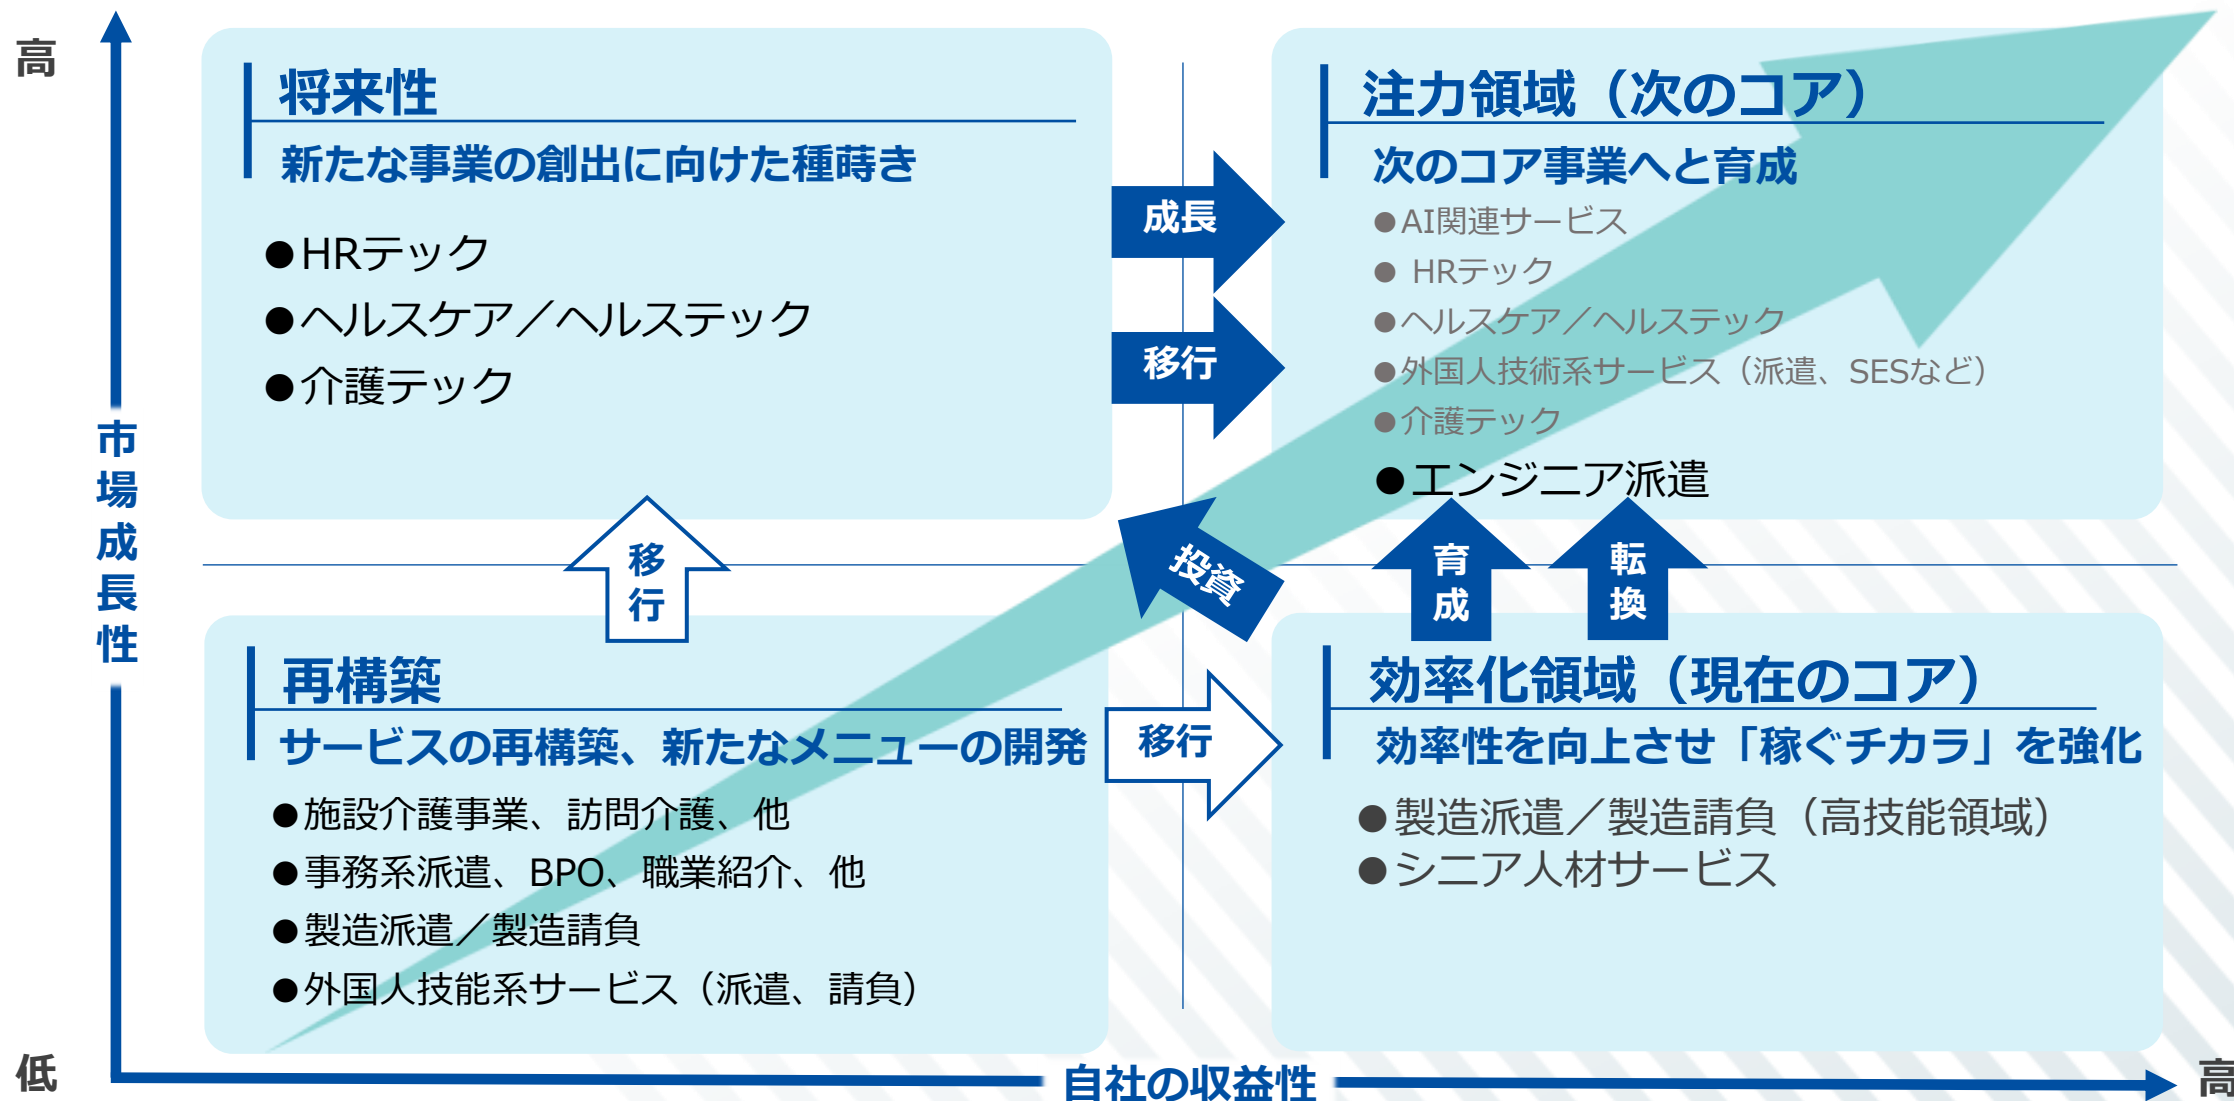 高
市場成長性
低
将来性
新たな事業の創出に向けた種蒔き
●HRテック
●ヘルスケア／ヘルステック
●介護テック
成長
移行
注力領域（次のコア）
次のコア事業へと育成
●AI関連サービス
● HRテック
●ヘルスケア／ヘルステック
●外国人技術系サービス（派遣、SESなど）
●介護テック
●エンジニア派遣
移行
投資
育成
転換
再構築
サービスの再構築、新たなメニューの開発
●施設介護事業、訪問介護、他
●事務系派遣、BPO、職業紹介、他
●製造派遣／製造請負
●外国人技能系サービス（派遣、請負）
移行
効率化領域（現在のコア）
効率性を向上させ「稼ぐチカラ」を強化
●製造派遣／製造請負（高技能領域）
●シニア人材サービス
自社の収益性
高